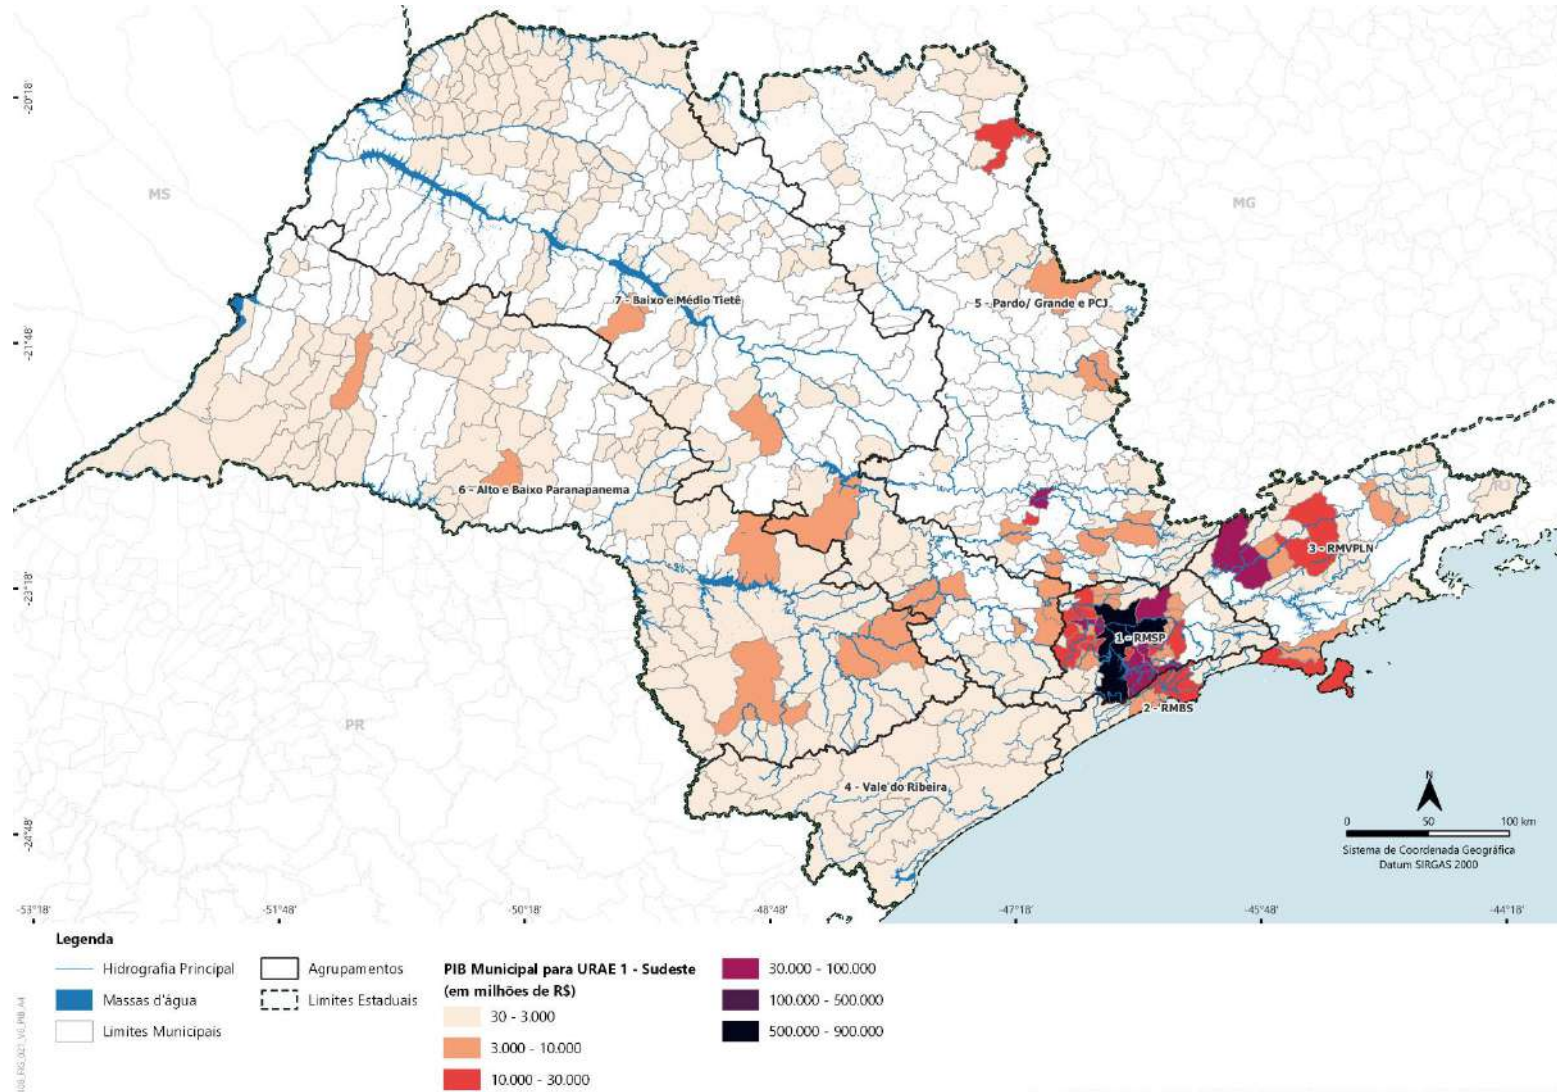 -20°18'
-21°48'
-23°18'
-24°48'
MS
MG
PR
RJ
7 - Baixo e Médio Tietê
5 - Pardo/ Grande e PCJ
6 - Alto e Baixo Paranapanema
3 - RMVPLN
1 - RMSP
2 - RMBS
4 - Vale do Ribeira
N
0 50 100 km
Sistema de Coordenada Geográfica
Datum SIRGAS 2000
-53°18' -51°48' -50°18' -48°48' -47°18' -45°48' -44°18'
Legenda
Hidrografia Principal
Massas d'água
Limites Municipais
Agrupamentos
Limites Estaduais
PIB Municipal para URAE 1 - Sudeste
(em milhões de R$)
30 - 3.000
3.000 - 10.000
10.000 - 30.000
30.000 - 100.000
100.000 - 500.000
500.000 - 900.000